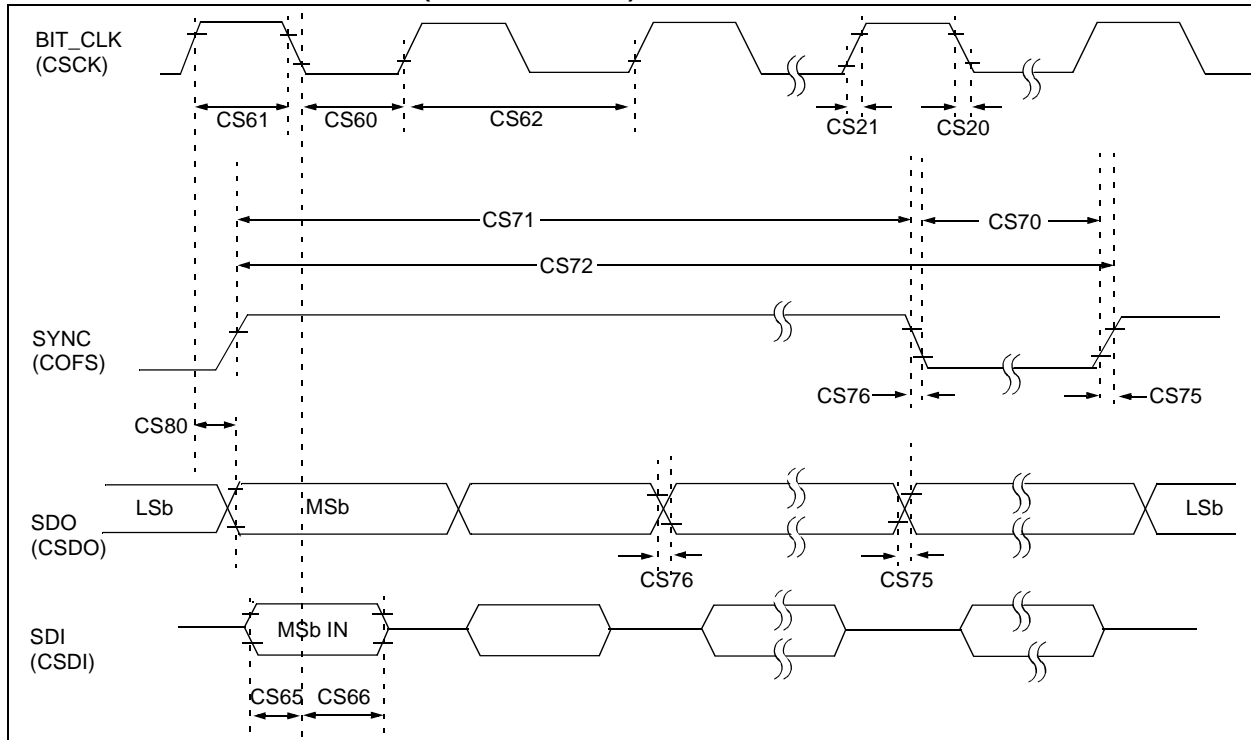 BIT_CLK
(CSCK)
CS61
CS60
CS62
CS21
CS20
CS71
CS70
CS72
SYNC
(COFS)
CS76
CS75
CS80
LSb
MSb
LSb
SDO
(CSDO)
CS76
CS75
SDI
(CSDI)
MSb IN
CS65
CS66